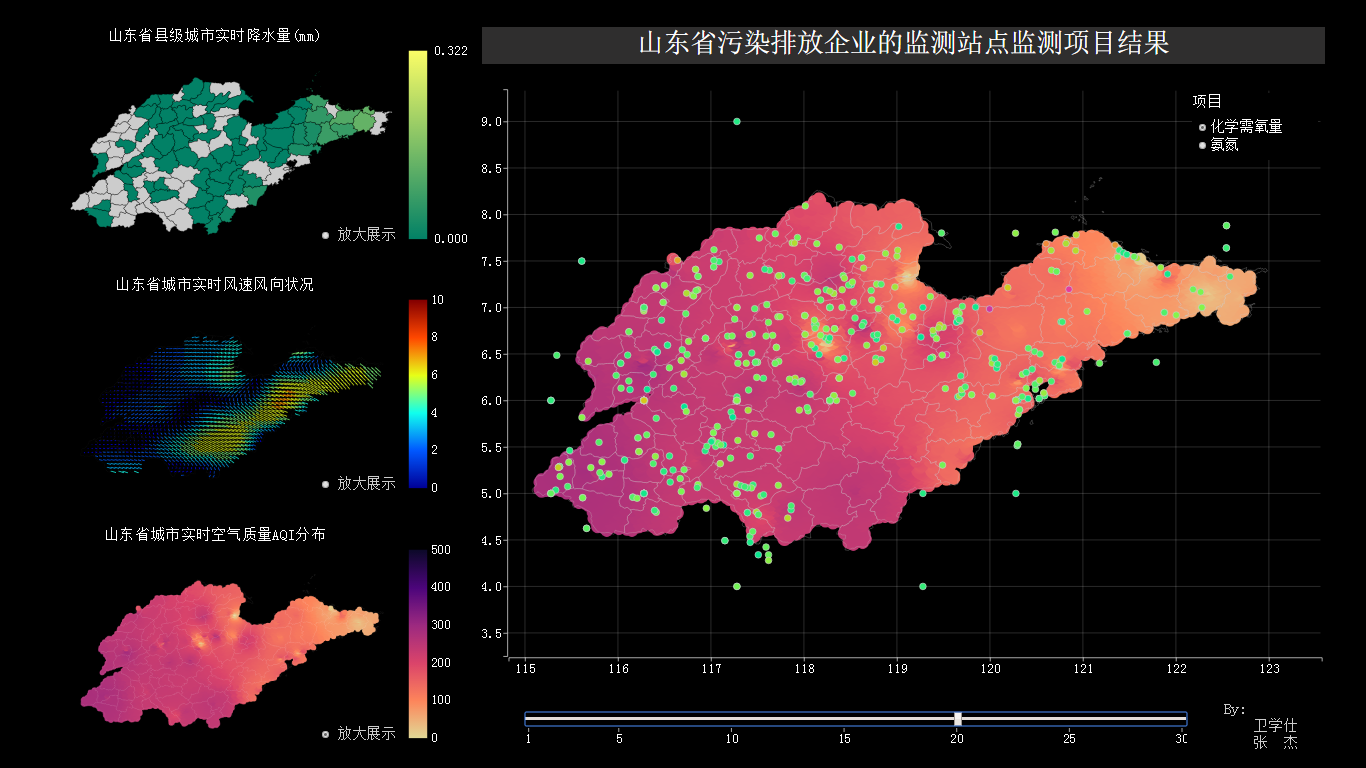 山东省县级城市实时降水量(mm)
0.322
0.000
放大展示
山东省城市实时风速风向状况
10
8
6
4
2
0
放大展示
山东省城市实时空气质量AQI分布
500
400
300
200
100
0
放大展示
山东省污染排放企业的监测站点监测项目结果
项目
化学需氧量
氨氮
9.0
8.5
8.0
7.5
7.0
6.5
6.0
5.5
5.0
4.5
4.0
3.5
115 116 117 118 119 120 121 122 123
1 5 10 15 20 25 30
By:
卫学仕
张 杰